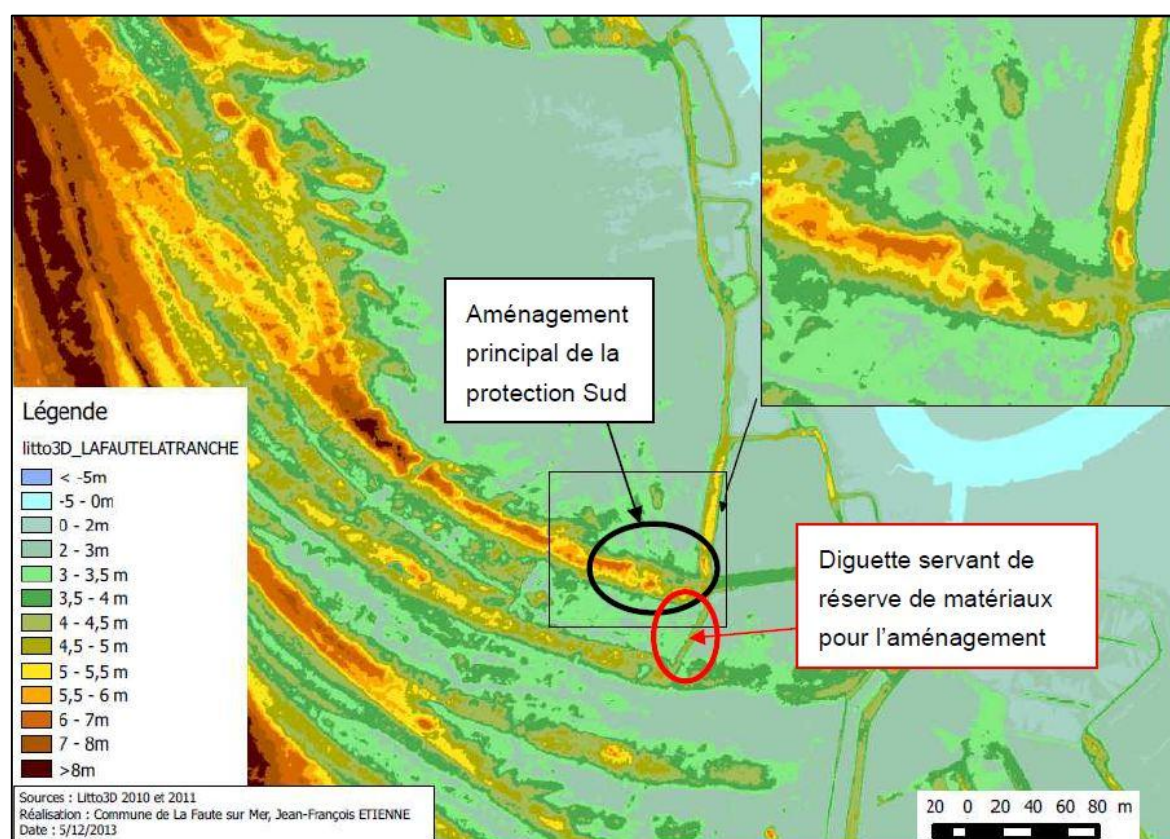 Aménagement
principal de la
protection Sud
Diguette servant de
réserve de matériaux
pour l'aménagement
Légende
litto3D_LAFAUTELATRANCHE
< -5m
-5 - 0m
0 - 2m
2 - 3m
3 - 3,5 m
3,5 - 4 m
4 - 4,5 m
4,5 - 5 m
5 - 5,5 m
5,5 - 6 m
6 - 7m
7 - 8m
>8m
Sources : Litto3D 2010 et 2011
Réalisation : Commune de La Faute sur Mer, Jean-François ETIENNE
Date : 5/12/2013
20 0 20 40 60 80 m